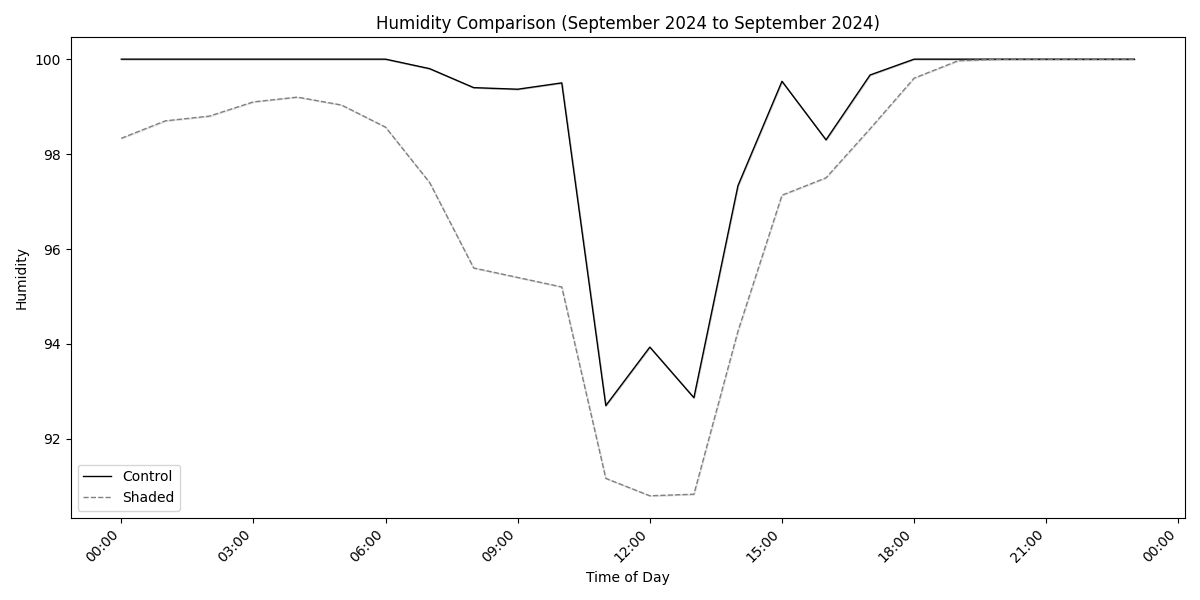 Humidity Comparison (September 2024 to September 2024)
100
98
96
94
92
Humidity
Control
Shaded
00:00
03:00
06:00
09:00
12:00
15:00
18:00
21:00
00:00
Time of Day